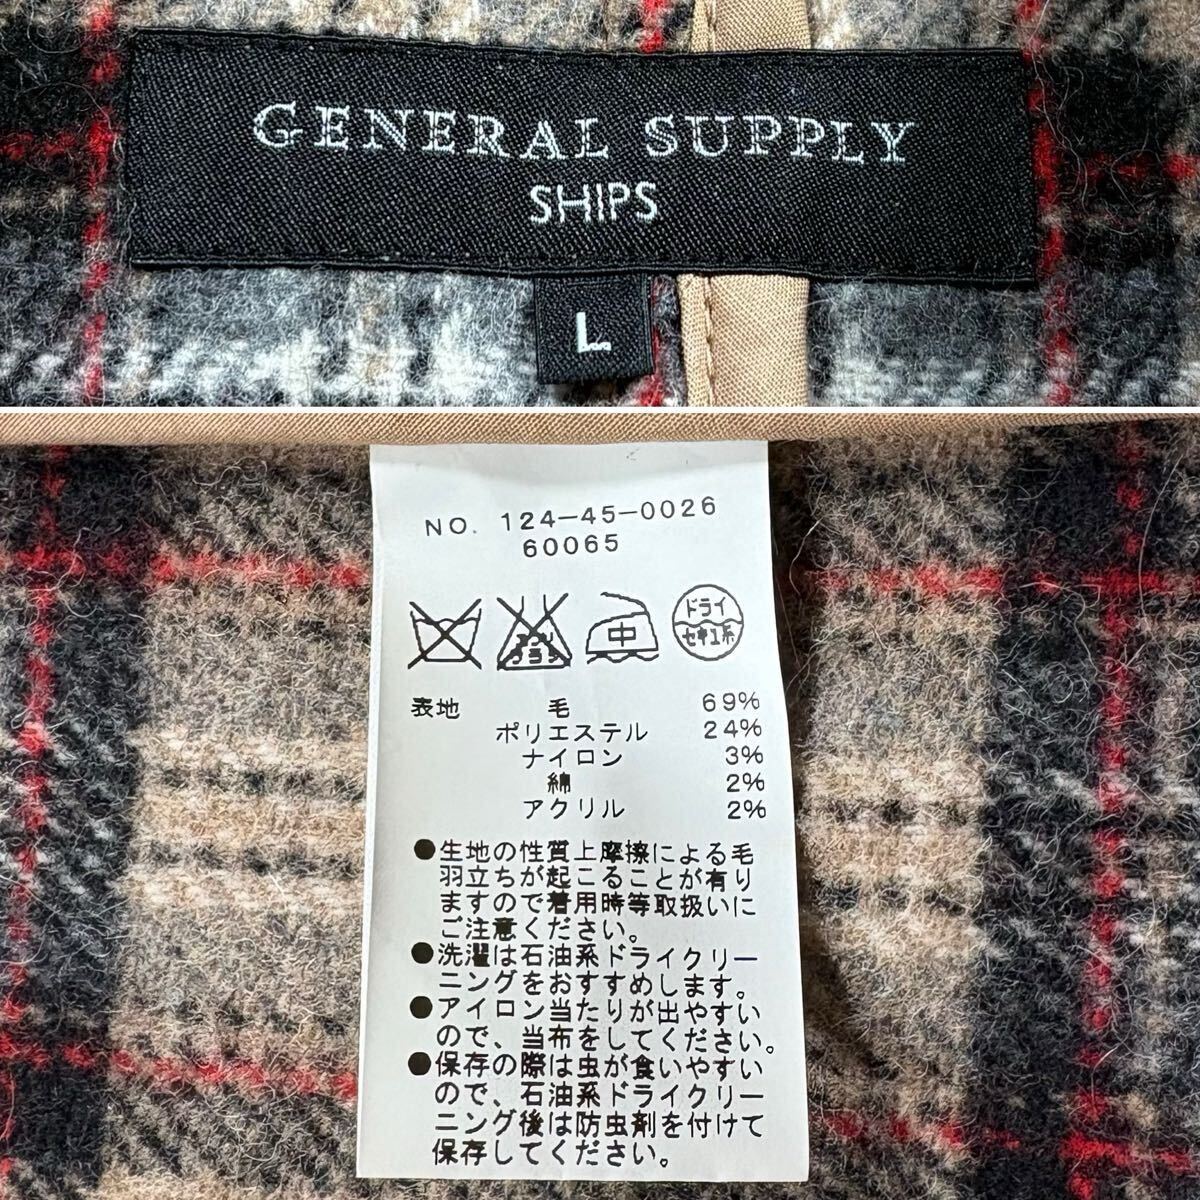 GENERAL SUPPLY
SHIPS
L
NO. 124-45-0026
60065
エンソ
サラシ
中
ドライ
セキユ系
表地 毛 69%
ポリエステル 24%
ナイロン 3%
綿 2%
アクリル 2%
●生地の性質上摩擦による毛
羽立ちが起こることが有り
ますので着用時等取扱いに
ご注意ください。
●洗濯は石油系ドライクリー
ニングをおすすめします。
●アイロン当たりが出やすい
ので、当布をしてください。
●保存の際は虫が食いやすい
ので、石油系ドライクリー
ニング後は防虫剤を付けて
保存してください。